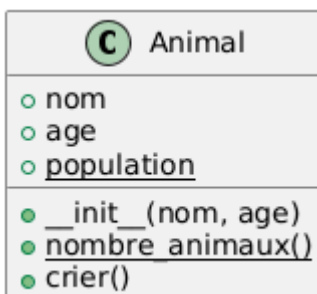 C Animal
nom
age
population
__init__(nom, age)
nombre_animaux()
crier()